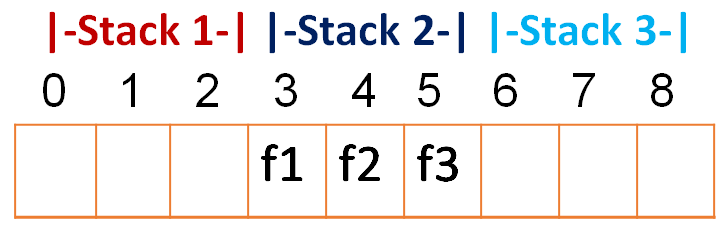 |-Stack 1-| |-Stack 2-| |-Stack 3-|
0 1 2 3 4 5 6 7 8
f1 f2 f3